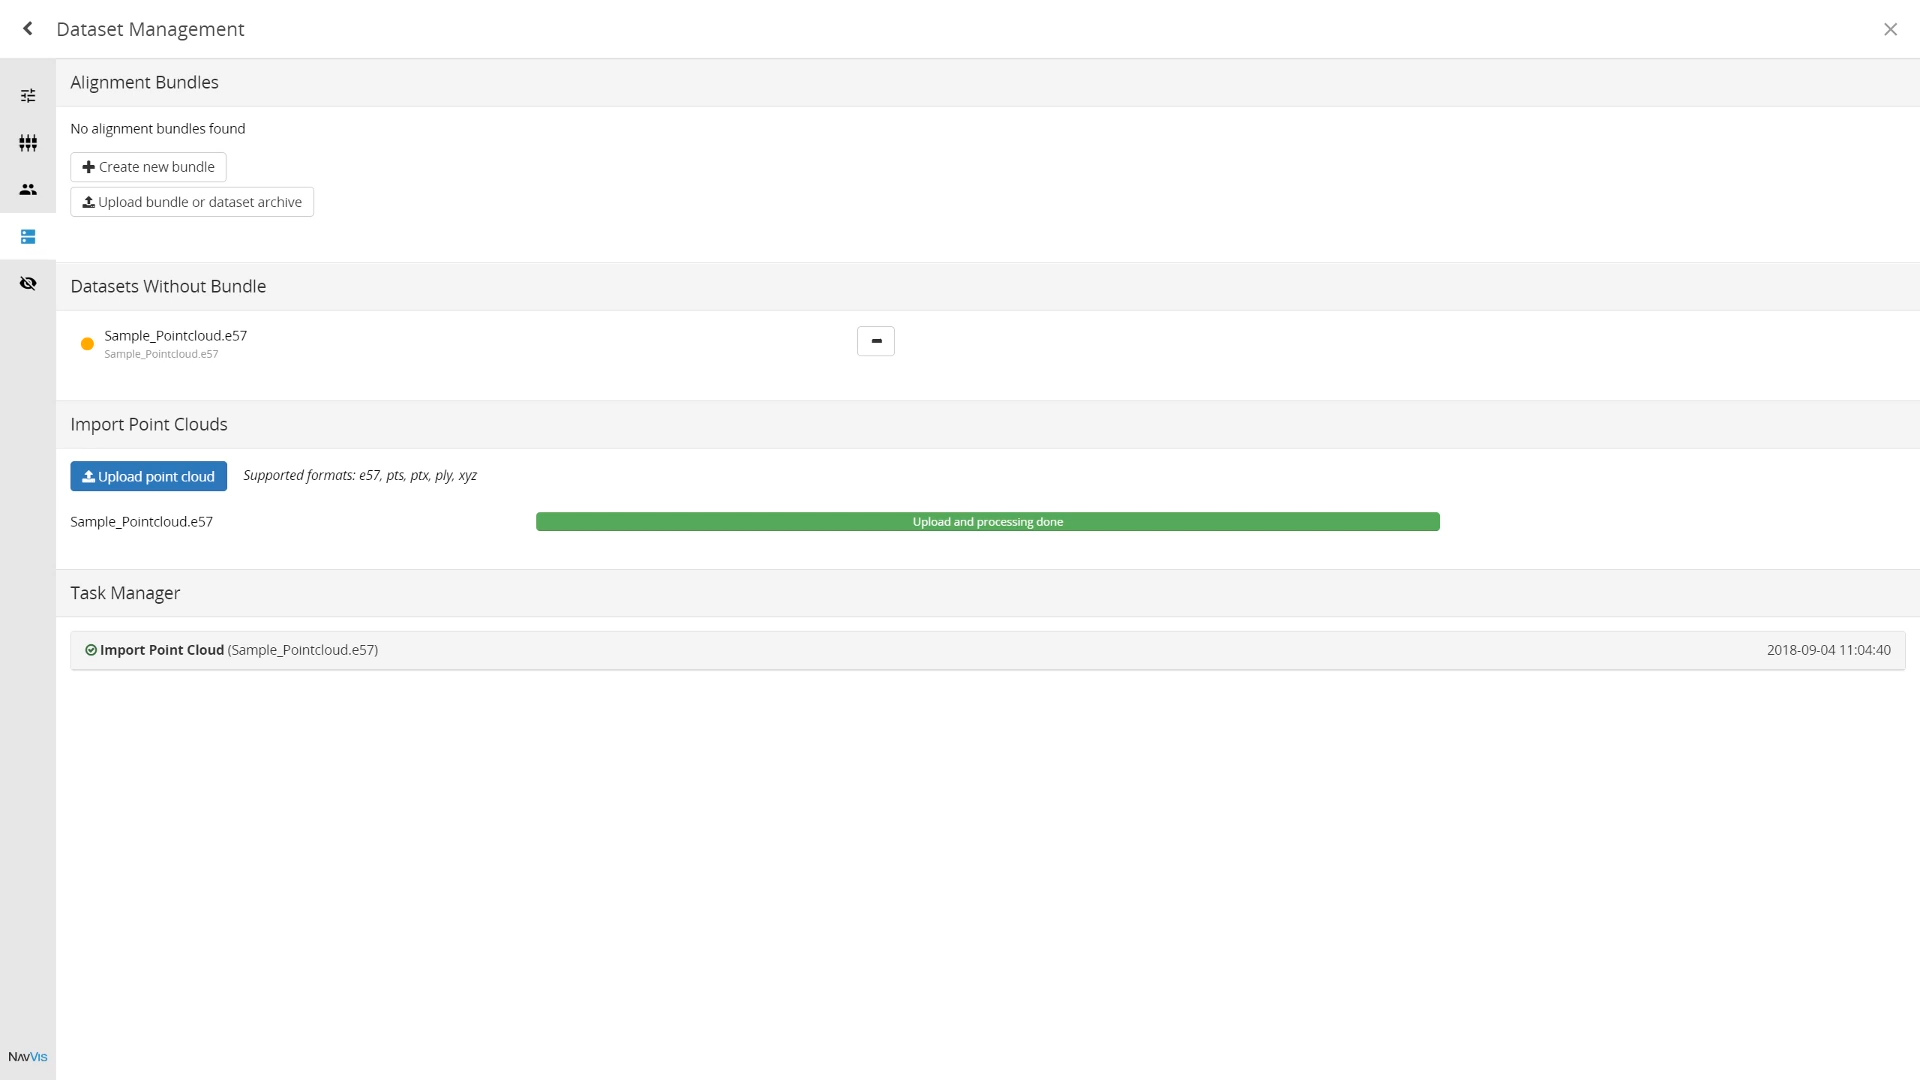 Dataset Management
Alignment Bundles
No alignment bundles found
Create new bundle
Upload bundle or dataset archive
Datasets Without Bundle
Sample_Pointcloud.e57
Sample_Pointcloud.e57
Import Point Clouds
Upload point cloud Supported formats: e57, pts, ptx, ply, xyz
Sample_Pointcloud.e57 Upload and processing done
Task Manager
Import Point Cloud (Sample_Pointcloud.e57) 2018-09-04 11:04:40
NavVis